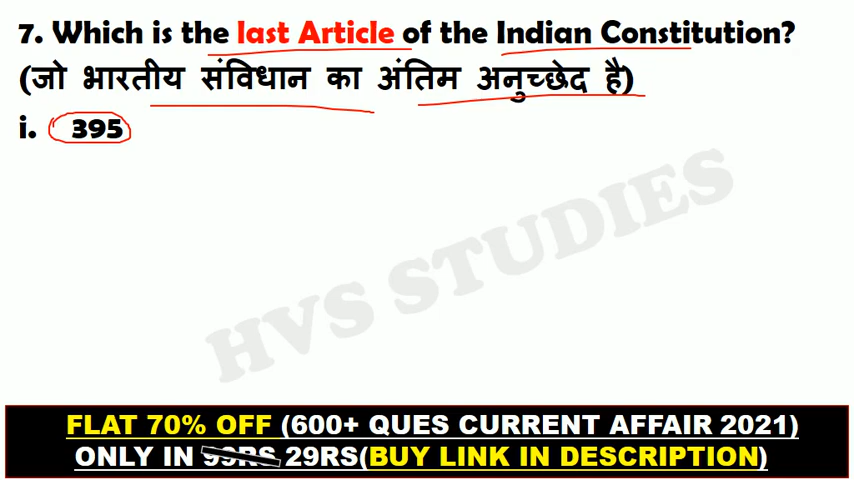 7. Which is the last Article of the Indian Constitution?
(जो भारतीय संविधान का अंतिम अनुच्छेद है)
i. 395
HVS STUDIES
FLAT 70% OFF (600+ QUES CURRENT AFFAIR 2021)
ONLY IN 99RS 29RS(BUY LINK IN DESCRIPTION)